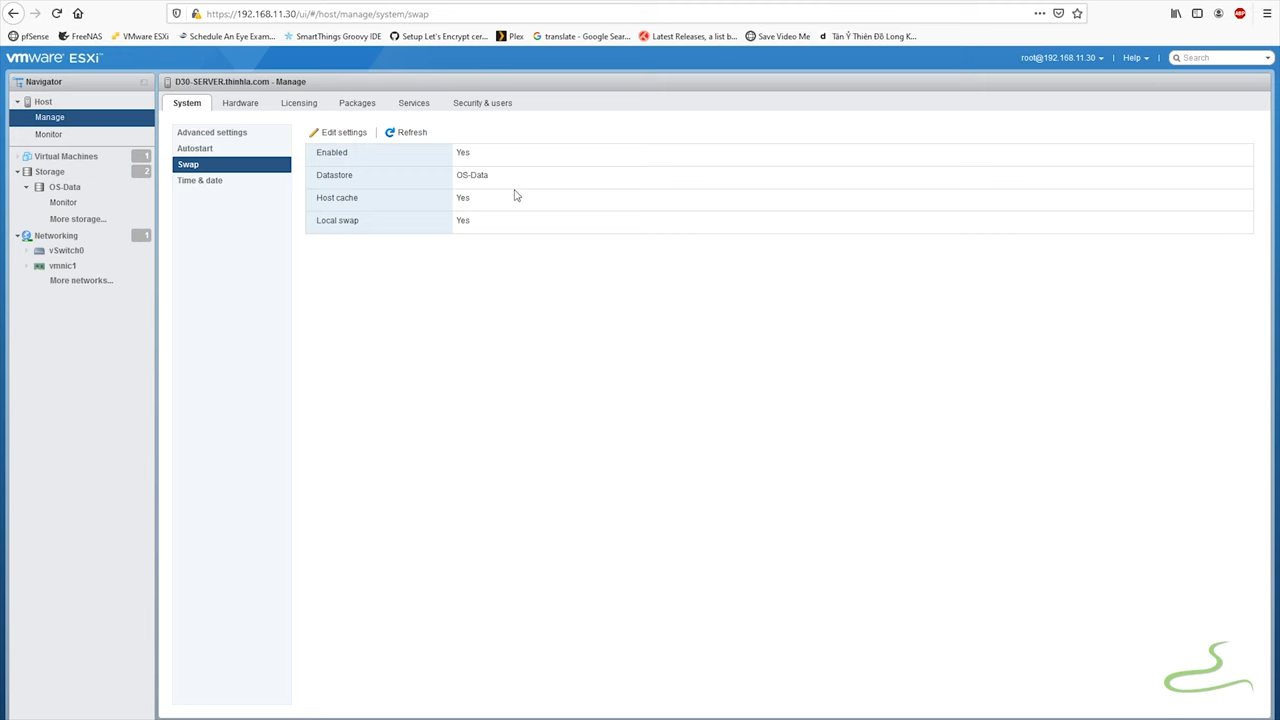 https://192.168.11.30/ui/#/host/manage/system/swap
pfSense
FreeNAS
VMware ESXi
Schedule An Eye Exam...
SmartThings Groovy IDE
Setup Let's Encrypt cer...
Plex
translate - Google Sear...
Latest Releases, a list b...
Save Video Me
Tân Ỷ Thiên Đồ Long K...
vmware ESXi™
root@192.168.11.30
Help
Search
Navigator
D30-SERVER.thinhla.com - Manage
Host
Manage
Monitor
Virtual Machines 1
Storage 2
OS-Data
Monitor
More storage...
Networking 1
vSwitch0
vmnic1
More networks...
System
Hardware
Licensing
Packages
Services
Security & users
Advanced settings
Autostart
Swap
Time & date
Edit settings
Refresh
Enabled Yes
Datastore OS-Data
Host cache Yes
Local swap Yes